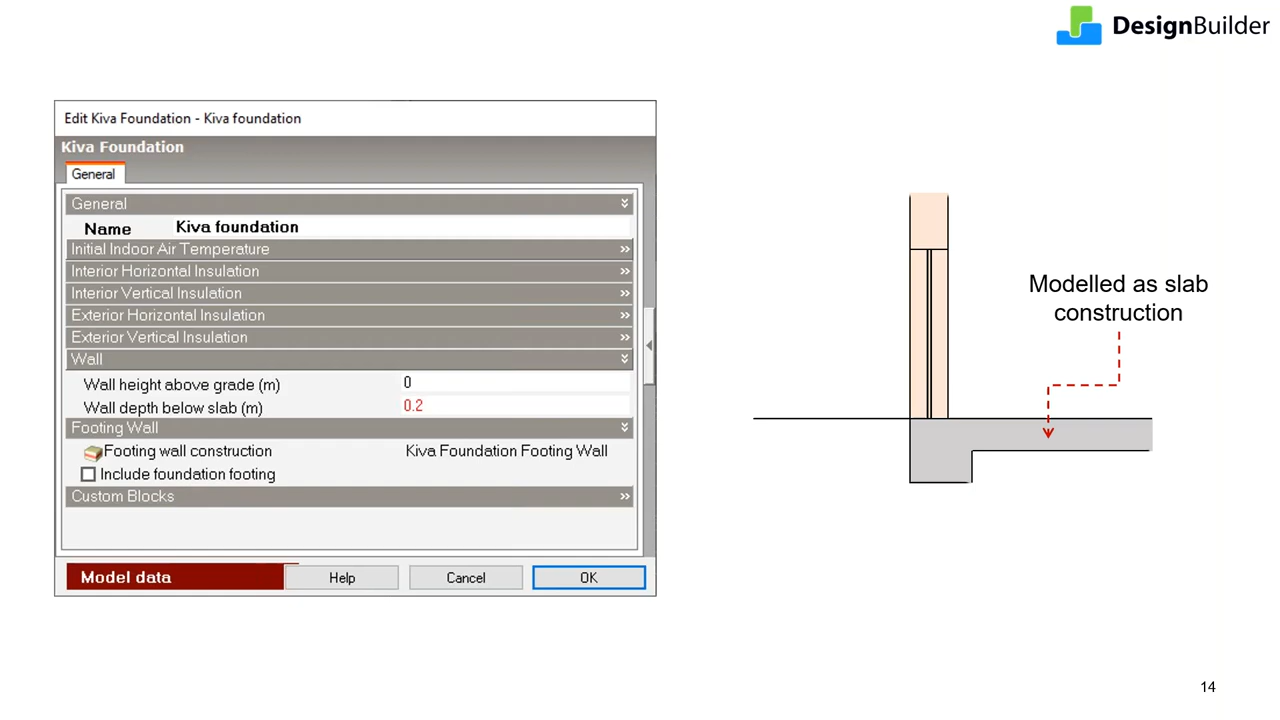 DesignBuilder
Edit Kiva Foundation - Kiva foundation
Kiva Foundation
General
General
Name Kiva foundation
Initial Indoor Air Temperature
Interior Horizontal Insulation
Interior Vertical Insulation
Exterior Horizontal Insulation
Exterior Vertical Insulation
Wall
Wall height above grade (m) 0
Wall depth below slab (m) 0.2
Footing Wall
Footing wall construction Kiva Foundation Footing Wall
Include foundation footing
Custom Blocks
Model data Help Cancel OK
Modelled as slab
construction
14